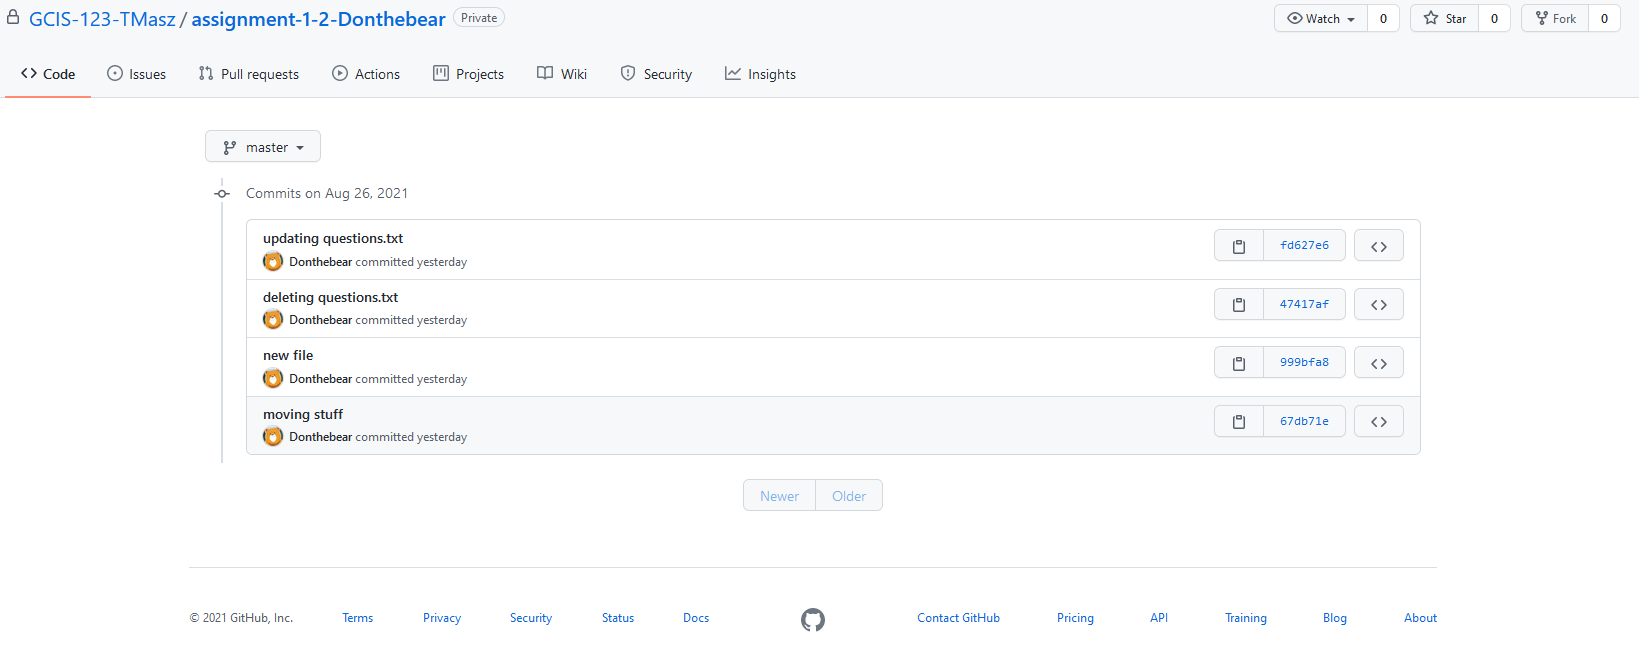 GCIS-123-TMasz / assignment-1-2-Donthebear Private Watch 0 Star 0 Fork 0
Code Issues Pull requests Actions Projects Wiki Security Insights
master
Commits on Aug 26, 2021
updating questions.txt
Donthebear committed yesterday
fd627e6
deleting questions.txt
Donthebear committed yesterday
47417af
new file
Donthebear committed yesterday
999bfa8
moving stuff
Donthebear committed yesterday
67db71e
Newer Older
© 2021 GitHub, Inc. Terms Privacy Security Status Docs Contact GitHub Pricing API Training Blog About